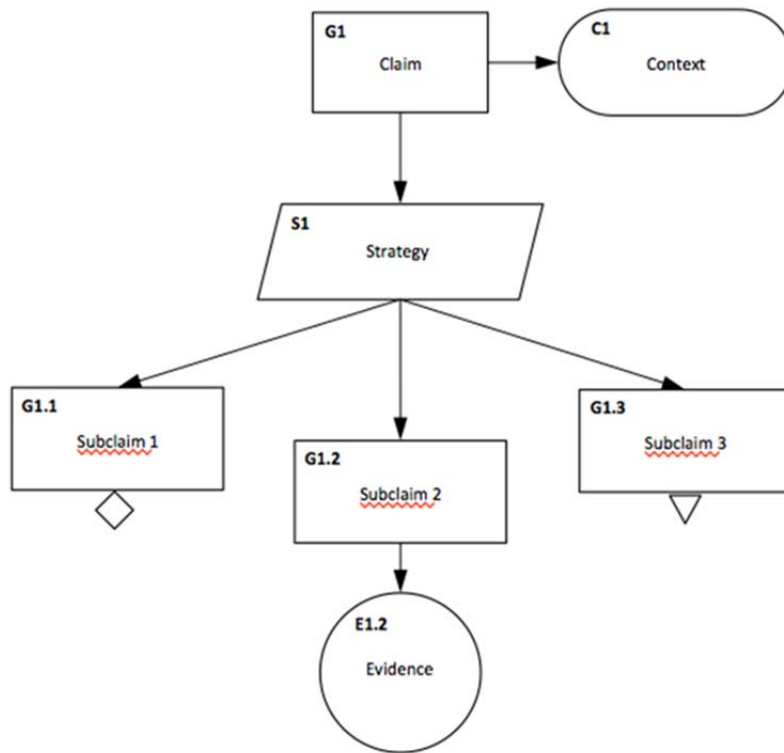 G1
Claim
C1
Context
S1
Strategy
G1.1
Subclaim 1
G1.2
Subclaim 2
G1.3
Subclaim 3
E1.2
Evidence